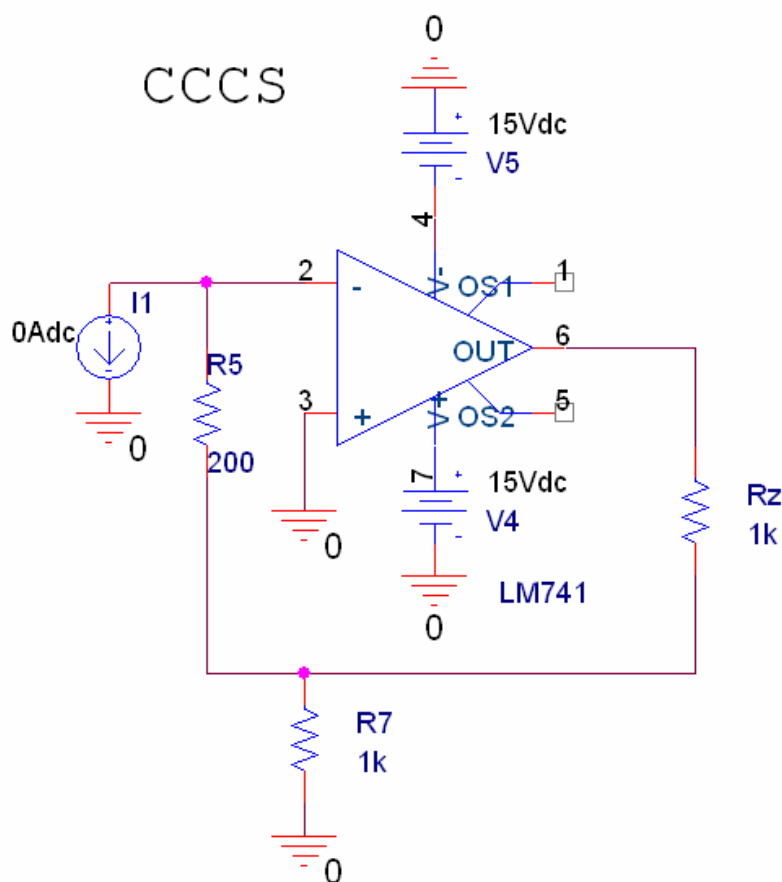 0
CCCS
15Vdc
V5
4
2
-
V-
OS1
1
I1
0Adc
R5
OUT
6
3
+
V+
OS2
5
0
200
7
15Vdc
V4
Rz
1k
0
LM741
0
R7
1k
0